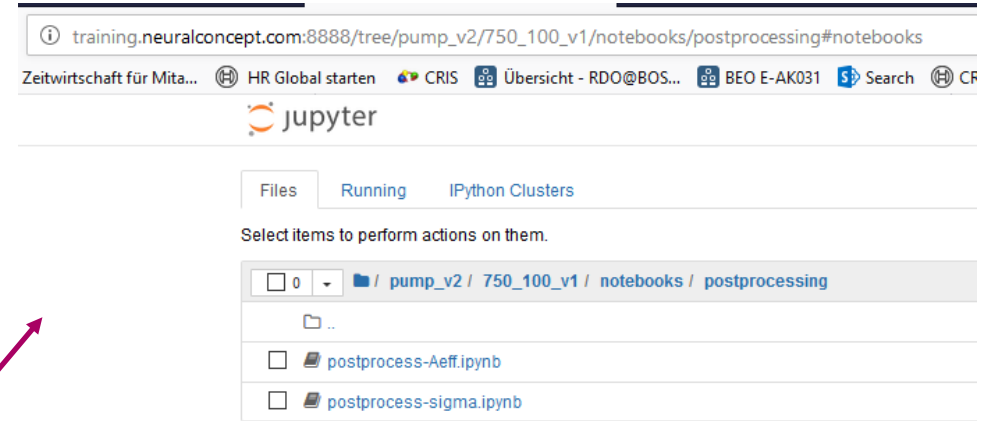 training.neuralconcept.com:8888/tree/pump_v2/750_100_v1/notebooks/postprocessing#notebooks
Zeitwirtschaft für Mita... HR Global starten CRIS Übersicht - RDO@BOS... BEO E-AK031 Search CR
jupyter
Files Running IPython Clusters
Select items to perform actions on them.
0 / pump_v2 / 750_100_v1 / notebooks / postprocessing
..
postprocess-Aeff.ipynb
postprocess-sigma.ipynb